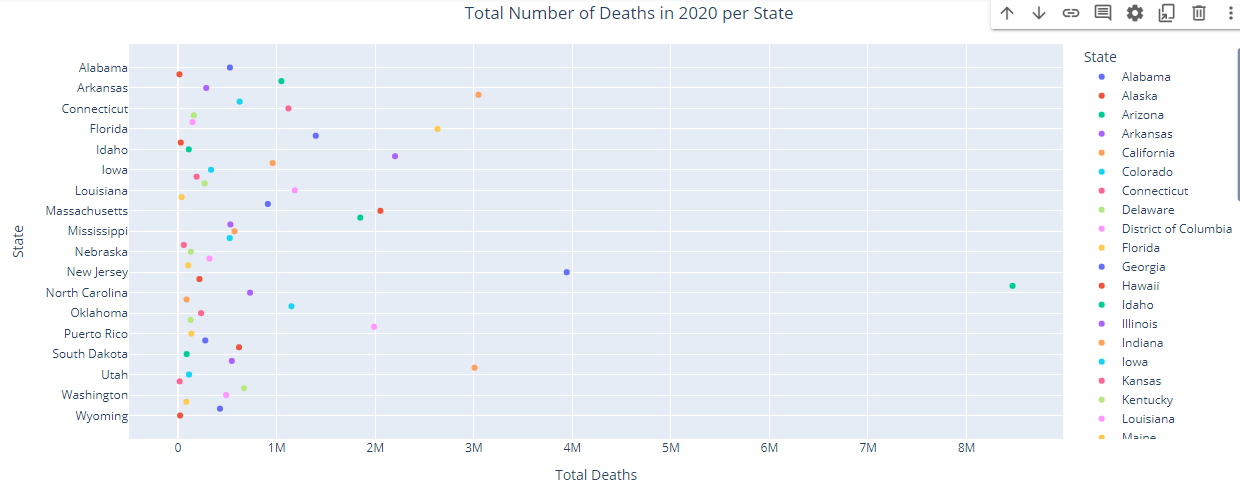 Total Number of Deaths in 2020 per State
State
Alabama
Arkansas
Connecticut
Florida
Idaho
Iowa
Louisiana
Massachusetts
Mississippi
Nebraska
New Jersey
North Carolina
Oklahoma
Puerto Rico
South Dakota
Utah
Washington
Wyoming
0 1M 2M 3M 4M 5M 6M 7M 8M
Total Deaths
State
Alabama
Alaska
Arizona
Arkansas
California
Colorado
Connecticut
Delaware
District of Columbia
Florida
Georgia
Hawaii
Idaho
Illinois
Indiana
Iowa
Kansas
Kentucky
Louisiana
Maine